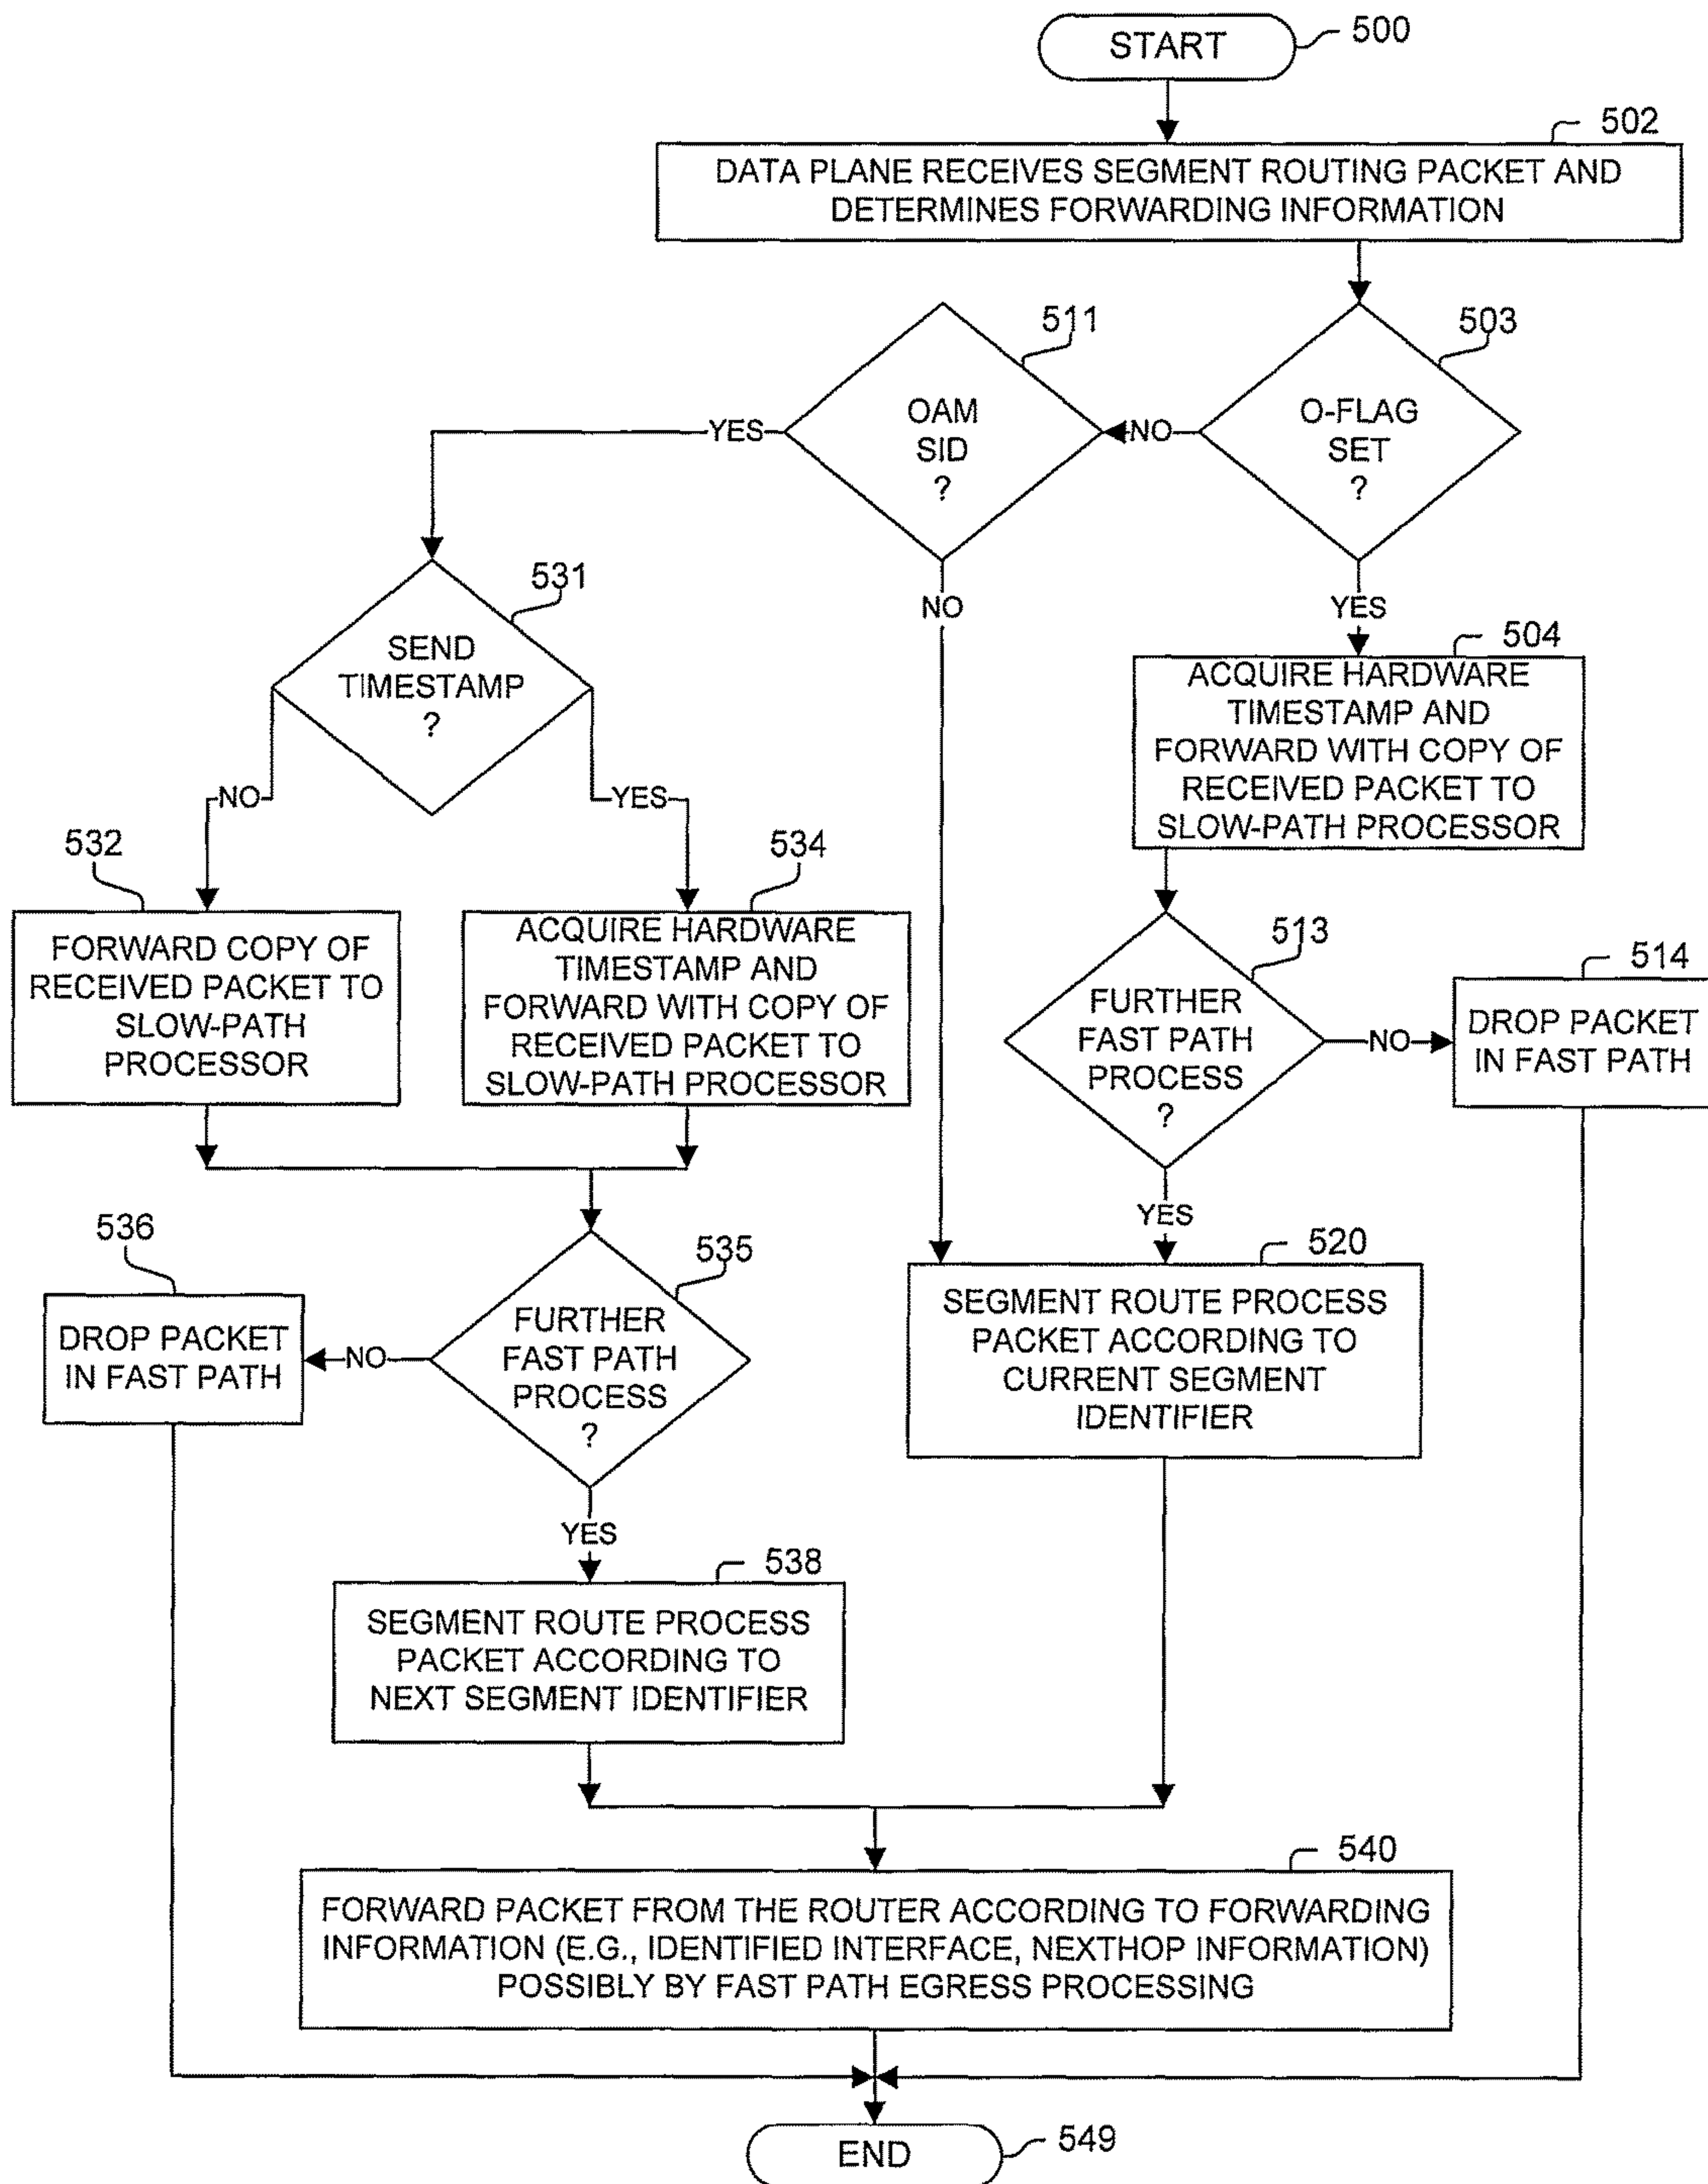 START
500
502
DATA PLANE RECEIVES SEGMENT ROUTING PACKET AND
DETERMINES FORWARDING INFORMATION
511
OAM
SID
?
503
O-FLAG
SET
?
YES
NO
NO
YES
531
SEND
TIMESTAMP
?
504
ACQUIRE HARDWARE
TIMESTAMP AND
FORWARD WITH COPY OF
RECEIVED PACKET TO
SLOW-PATH PROCESSOR
NO
YES
532
FORWARD COPY OF
RECEIVED PACKET TO
SLOW-PATH
PROCESSOR
534
ACQUIRE HARDWARE
TIMESTAMP AND
FORWARD WITH COPY OF
RECEIVED PACKET TO
SLOW-PATH PROCESSOR
513
FURTHER
FAST PATH
PROCESS
?
NO
514
DROP PACKET
IN FAST PATH
YES
536
DROP PACKET
IN FAST PATH
NO
535
FURTHER
FAST PATH
PROCESS
?
520
SEGMENT ROUTE PROCESS
PACKET ACCORDING TO
CURRENT SEGMENT
IDENTIFIER
YES
538
SEGMENT ROUTE PROCESS
PACKET ACCORDING TO
NEXT SEGMENT IDENTIFIER
540
FORWARD PACKET FROM THE ROUTER ACCORDING TO FORWARDING
INFORMATION (E.G., IDENTIFIED INTERFACE, NEXTHOP INFORMATION)
POSSIBLY BY FAST PATH EGRESS PROCESSING
END
549